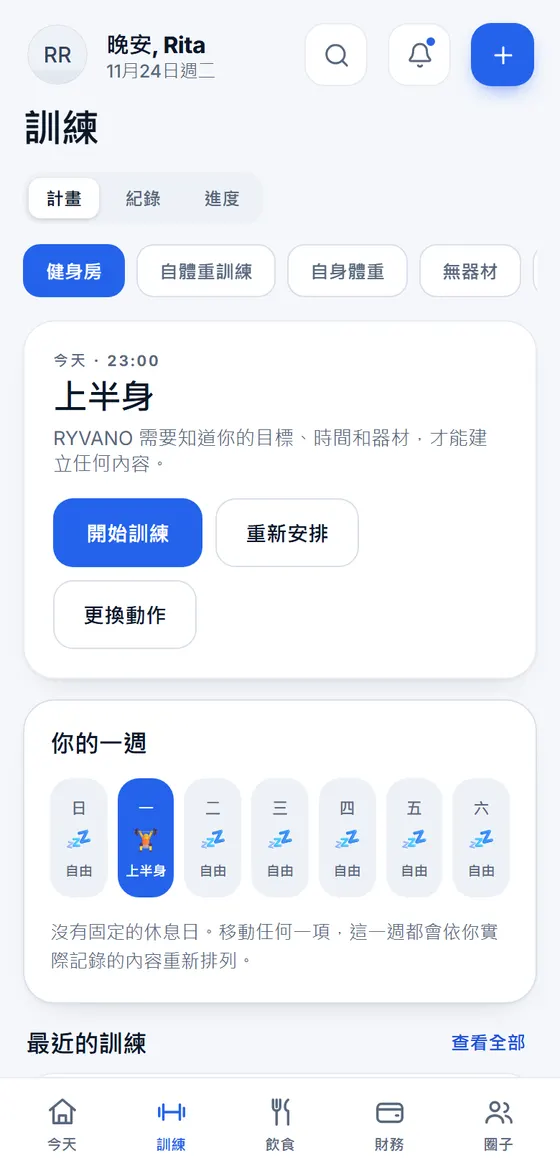 RR
晚安, Rita
11月24日週二
訓練
計畫
紀錄
進度
健身房
自體重訓練
自身體重
無器材
今天 · 23:00
上半身
RYVANO 需要知道你的目標、時間和器材，才能建
立任何內容。
開始訓練
重新安排
更換動作
你的一週
日
一
二
三
四
五
六
自由
上半身
自由
自由
自由
自由
自由
沒有固定的休息日。移動任何一項，這一週都會依你實
際記錄的內容重新排列。
最近的訓練
查看全部
今天
訓練
飲食
財務
圈子